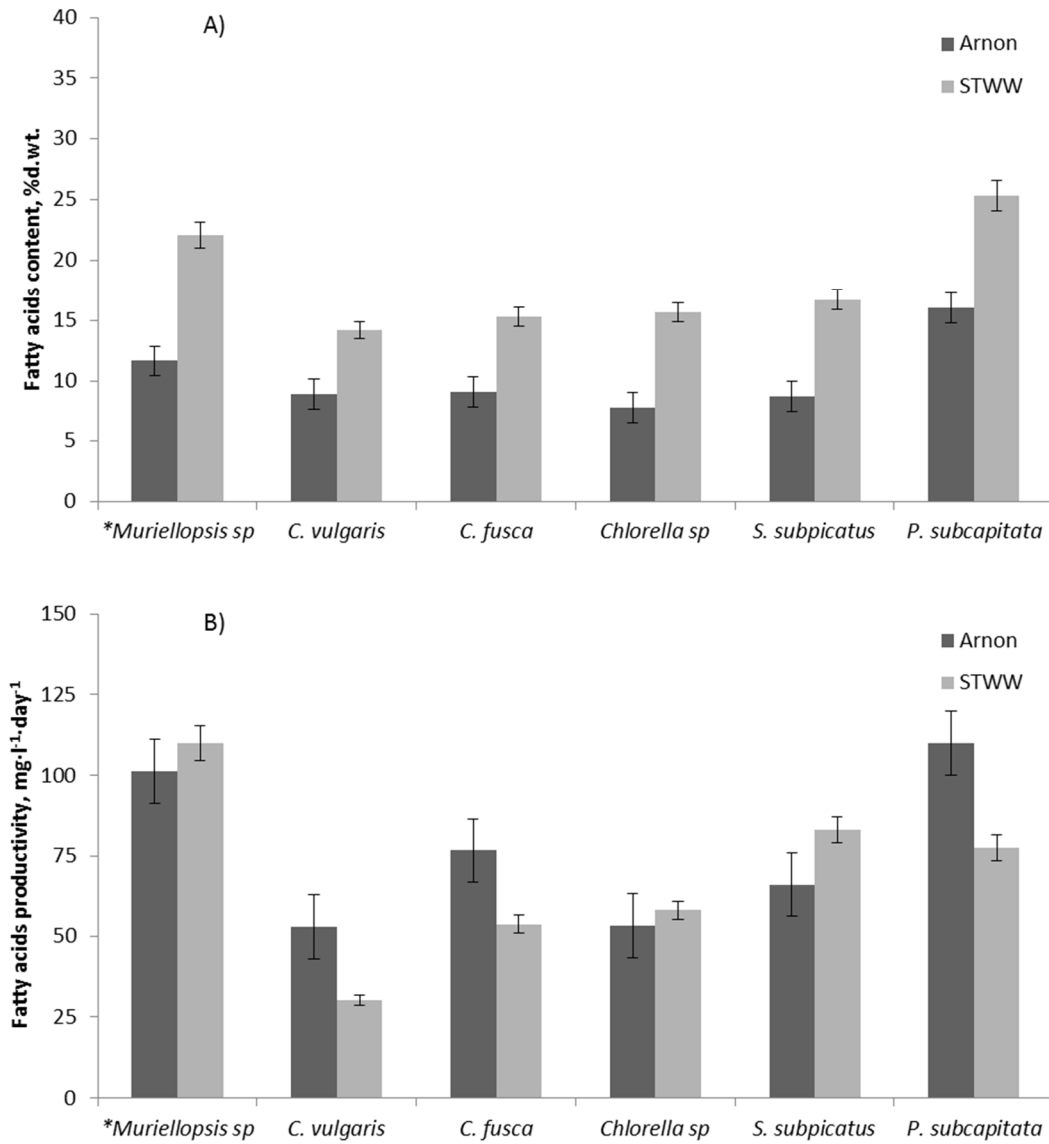 A)
Arnon
STWW
Fatty acids content, %d.wt.
40
35
30
25
20
15
10
5
0
*Muriellopsis sp C. vulgaris C. fusca Chlorella sp S. subpicatus P. subcapitata
B)
Arnon
STWW
Fatty acids productivity, mg·l⁻¹·day⁻¹
150
125
100
75
50
25
0
*Muriellopsis sp C. vulgaris C. fusca Chlorella sp S. subpicatus P. subcapitata